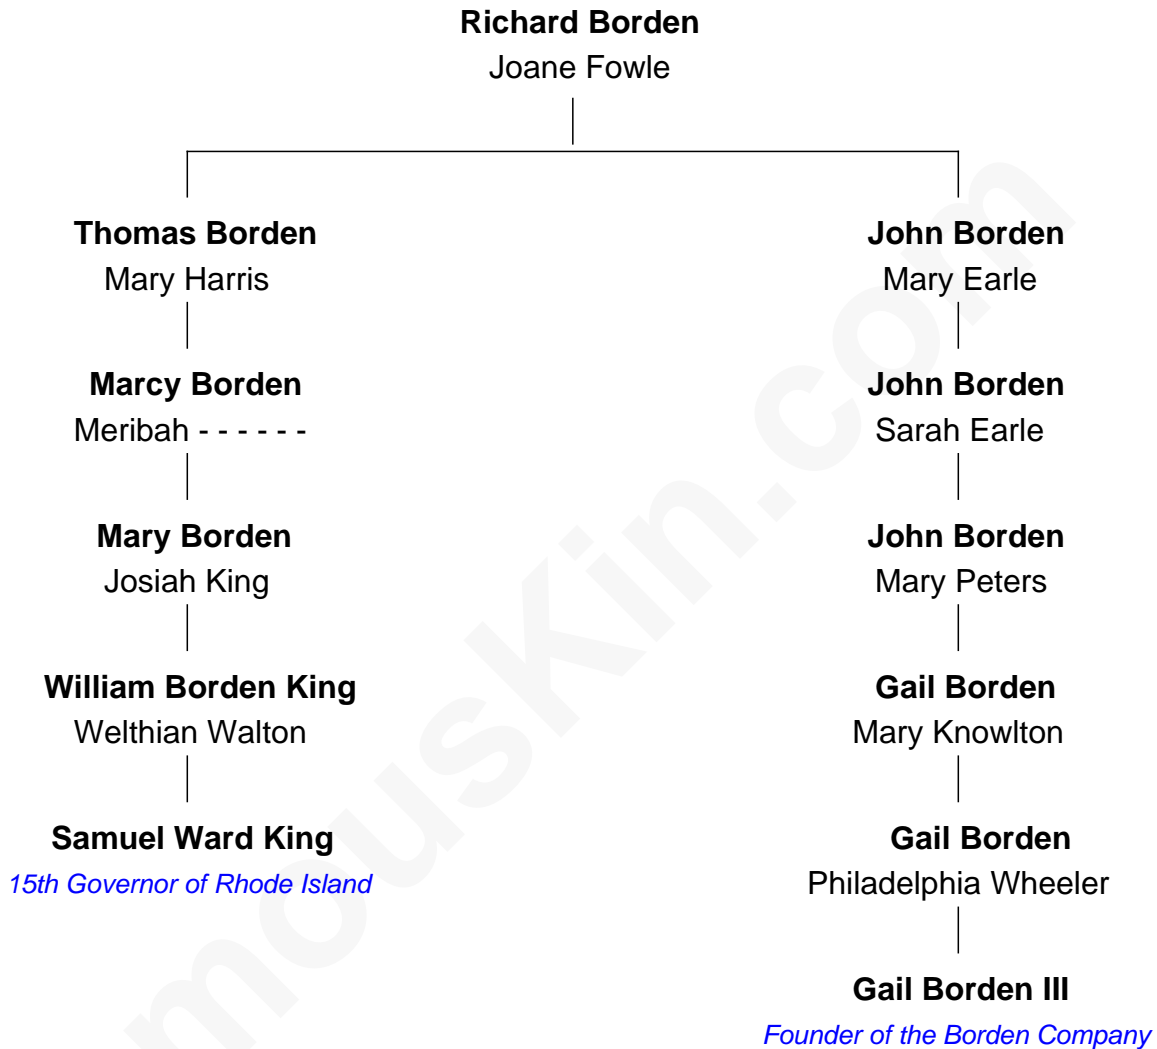 Richard Borden
Joane Fowle
Thomas Borden
Mary Harris
John Borden
Mary Earle
Marcy Borden
Meribah - - - - - -
John Borden
Sarah Earle
Mary Borden
Josiah King
John Borden
Mary Peters
William Borden King
Welthian Walton
Gail Borden
Mary Knowlton
Samuel Ward King
15th Governor of Rhode Island
Gail Borden
Philadelphia Wheeler
Gail Borden III
Founder of the Borden Company
mouskin.com